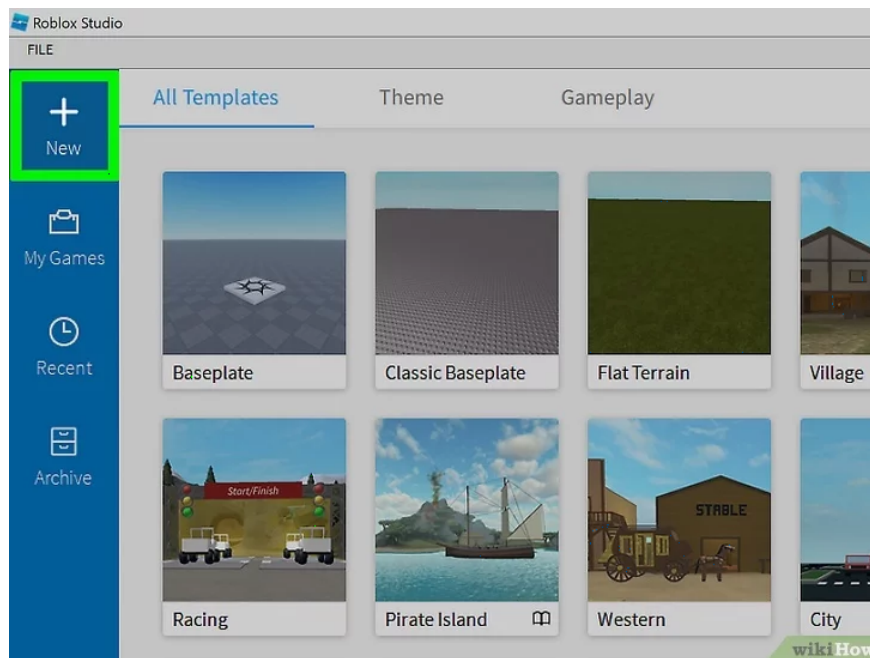 Roblox Studio
FILE
New
My Games
Recent
Archive
All Templates
Theme
Gameplay
Baseplate
Classic Baseplate
Flat Terrain
Village
Start/Finish
Racing
Pirate Island
STABLE
Western
City
wikiHow